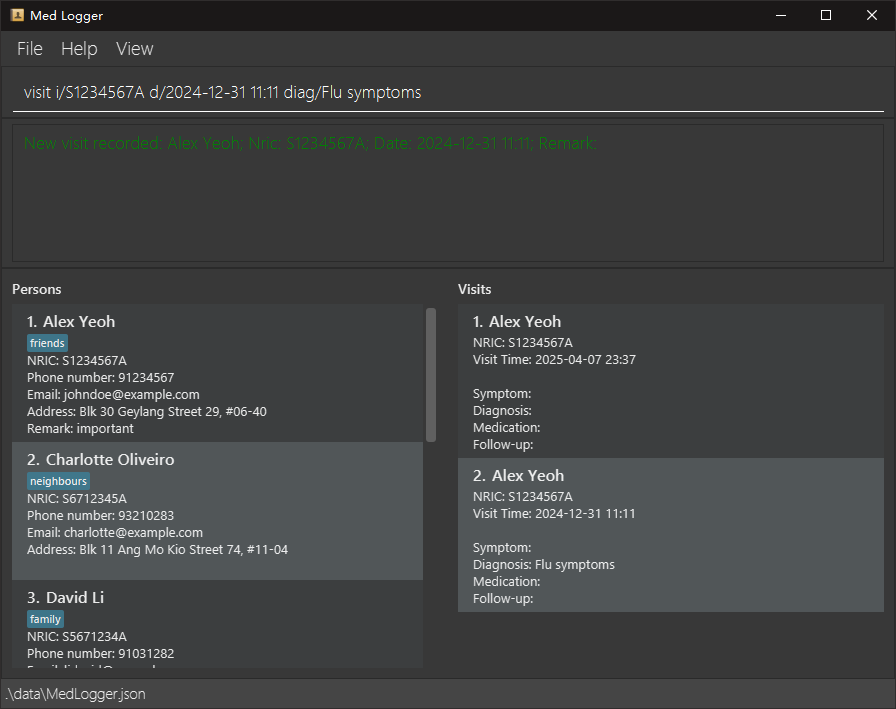 Med Logger
File Help View
visit i/S1234567A d/2024-12-31 11:11 diag/Flu symptoms
New visit recorded: Alex Yeoh; Nric: S1234567A; Date: 2024-12-31 11:11; Remark:
Persons
1. Alex Yeoh
friends
NRIC: S1234567A
Phone number: 91234567
Email: johndoe@example.com
Address: Blk 30 Geylang Street 29, #06-40
Remark: important
2. Charlotte Oliveiro
neighbours
NRIC: S6712345A
Phone number: 93210283
Email: charlotte@example.com
Address: Blk 11 Ang Mo Kio Street 74, #11-04
3. David Li
family
NRIC: S5671234A
Phone number: 91031282
Visits
1. Alex Yeoh
NRIC: S1234567A
Visit Time: 2025-04-07 23:37
Symptom:
Diagnosis:
Medication:
Follow-up:
2. Alex Yeoh
NRIC: S1234567A
Visit Time: 2024-12-31 11:11
Symptom:
Diagnosis: Flu symptoms
Medication:
Follow-up:
.\data\MedLogger.json